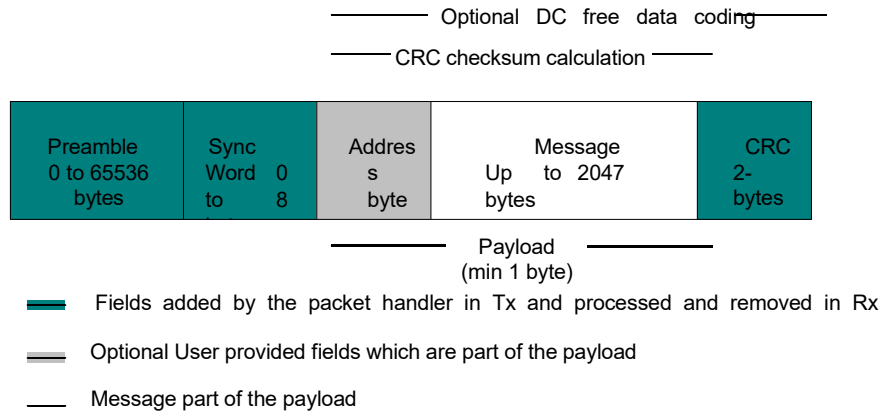 Optional DC free data coding
CRC checksum calculation
Preamble
0 to 65536
bytes
Sync
Word 0
to 8
Addres
s
byte
Message
Up to 2047
bytes
CRC
2-
bytes
Payload
(min 1 byte)
Fields added by the packet handler in Tx and processed and removed in Rx
Optional User provided fields which are part of the payload
Message part of the payload